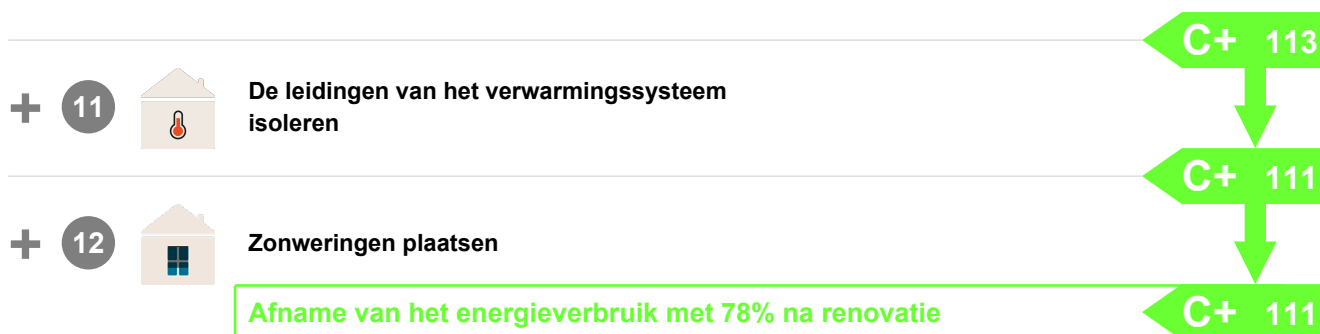 C+ 113
+ 11 De leidingen van het verwarmingssysteem
isoleren
C+ 111
+ 12 Zonweringen plaatsen
Afname van het energieverbruik met 78% na renovatie C+ 111